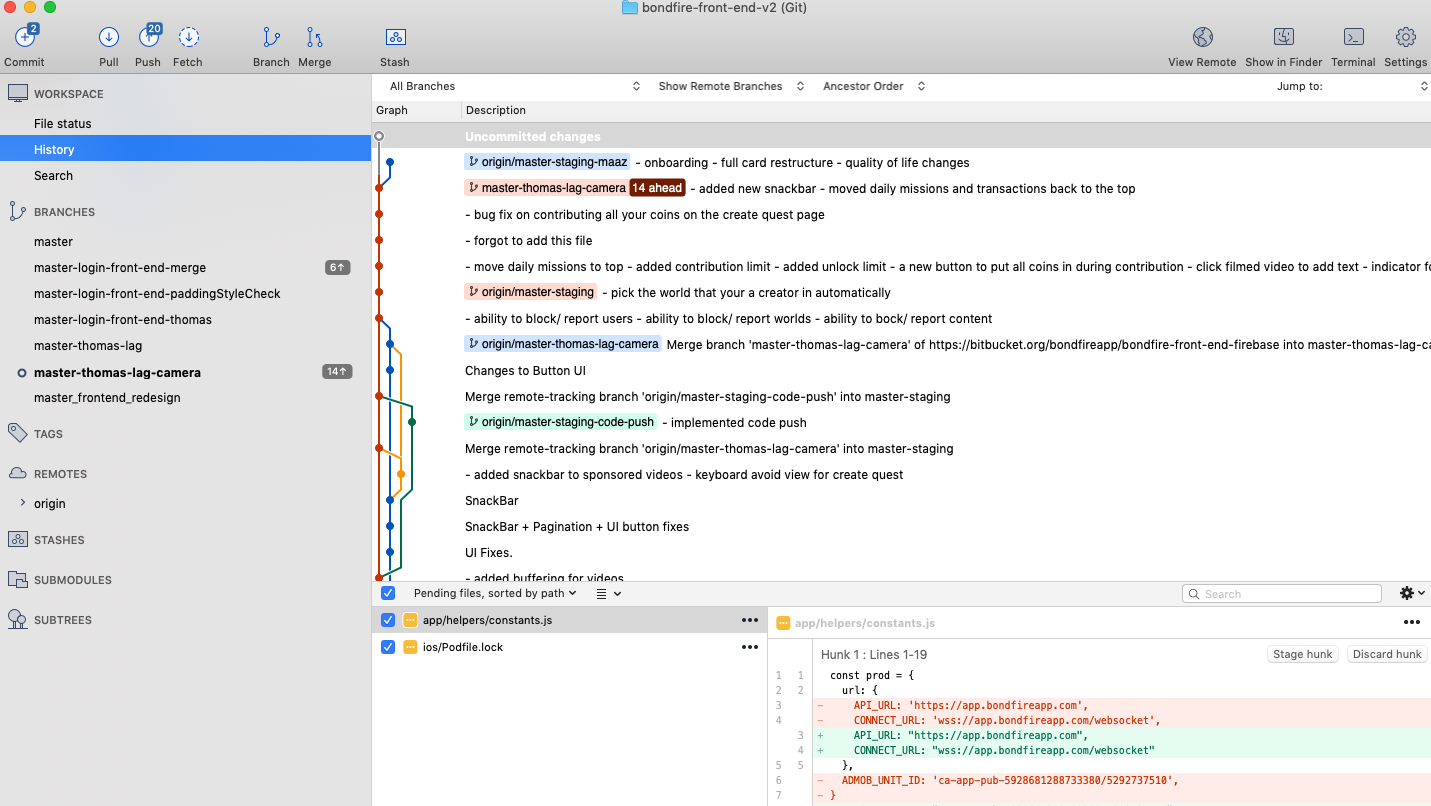 bondfire-front-end-v2 (Git)
2
20
Commit Pull Push Fetch Branch Merge Stash View Remote Show in Finder Terminal Settings
WORKSPACE
File status
History
Search
BRANCHES
master
master-login-front-end-merge 6↑
master-login-front-end-paddingStyleCheck
master-login-front-end-thomas
master-thomas-lag
master-thomas-lag-camera 14↑
master_frontend_redesign
TAGS
REMOTES
origin
STASHES
SUBMODULES
SUBTREES
All Branches Show Remote Branches Ancestor Order Jump to:
Graph Description
Uncommitted changes
origin/master-staging-maaz - onboarding - full card restructure - quality of life changes
master-thomas-lag-camera 14 ahead - added new snackbar - moved daily missions and transactions back to the top
- bug fix on contributing all your coins on the create quest page
- forgot to add this file
- move daily missions to top - added contribution limit - added unlock limit - a new button to put all coins in during contribution - click filmed video to add text - indicator fo
origin/master-staging - pick the world that your a creator in automatically
- ability to block/ report users - ability to block/ report worlds - ability to bock/ report content
origin/master-thomas-lag-camera Merge branch 'master-thomas-lag-camera' of https://bitbucket.org/bondfireapp/bondfire-front-end-firebase into master-thomas-lag-ca
Changes to Button UI
Merge remote-tracking branch 'origin/master-staging-code-push' into master-staging
origin/master-staging-code-push - implemented code push
Merge remote-tracking branch 'origin/master-thomas-lag-camera' into master-staging
- added snackbar to sponsored videos - keyboard avoid view for create quest
SnackBar
SnackBar + Pagination + UI button fixes
UI Fixes.
- added buffering for videos
Pending files, sorted by path Search
app/helpers/constants.js
ios/Podfile.lock
app/helpers/constants.js
Hunk 1 : Lines 1-19 Stage hunk Discard hunk
1 1 const prod = {
2 2 url: {
3 - API_URL: 'https://app.bondfireapp.com',
4 - CONNECT_URL: 'wss://app.bondfireapp.com/websocket',
3 + API_URL: "https://app.bondfireapp.com",
4 + CONNECT_URL: "wss://app.bondfireapp.com/websocket"
5 5 },
6 - ADMOB_UNIT_ID: 'ca-app-pub-5928681288733380/5292737510',
7 - }